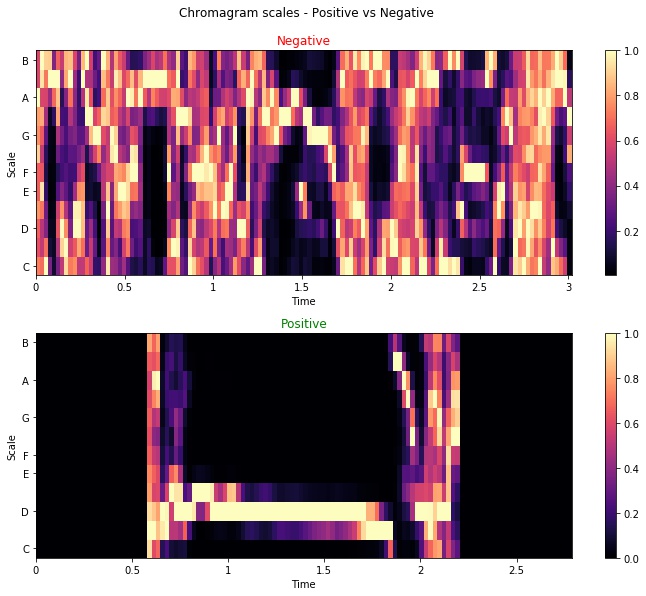 Chromagram scales - Positive vs Negative
Negative
B
A
G
F
E
D
C
Scale
0 0.5 1 1.5 2 2.5 3
Time
1.0
0.8
0.6
0.4
0.2
Positive
B
A
G
F
E
D
C
Scale
0 0.5 1 1.5 2 2.5
Time
1.0
0.8
0.6
0.4
0.2
0.0